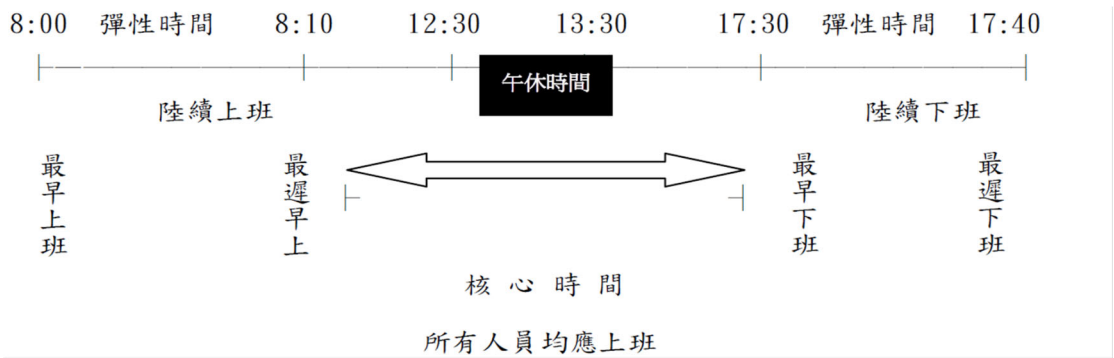 8:00 彈性時間 8:10 12:30 13:30 17:30 彈性時間 17:40
午休時間
陸續上班 陸續下班
最早上班
最遲早上
最早下班
最遲下班
核心時間
所有人員均應上班